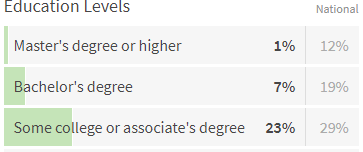 Education Levels National
Master's degree or higher 1% 12%
Bachelor's degree 7% 19%
Some college or associate's degree 23% 29%